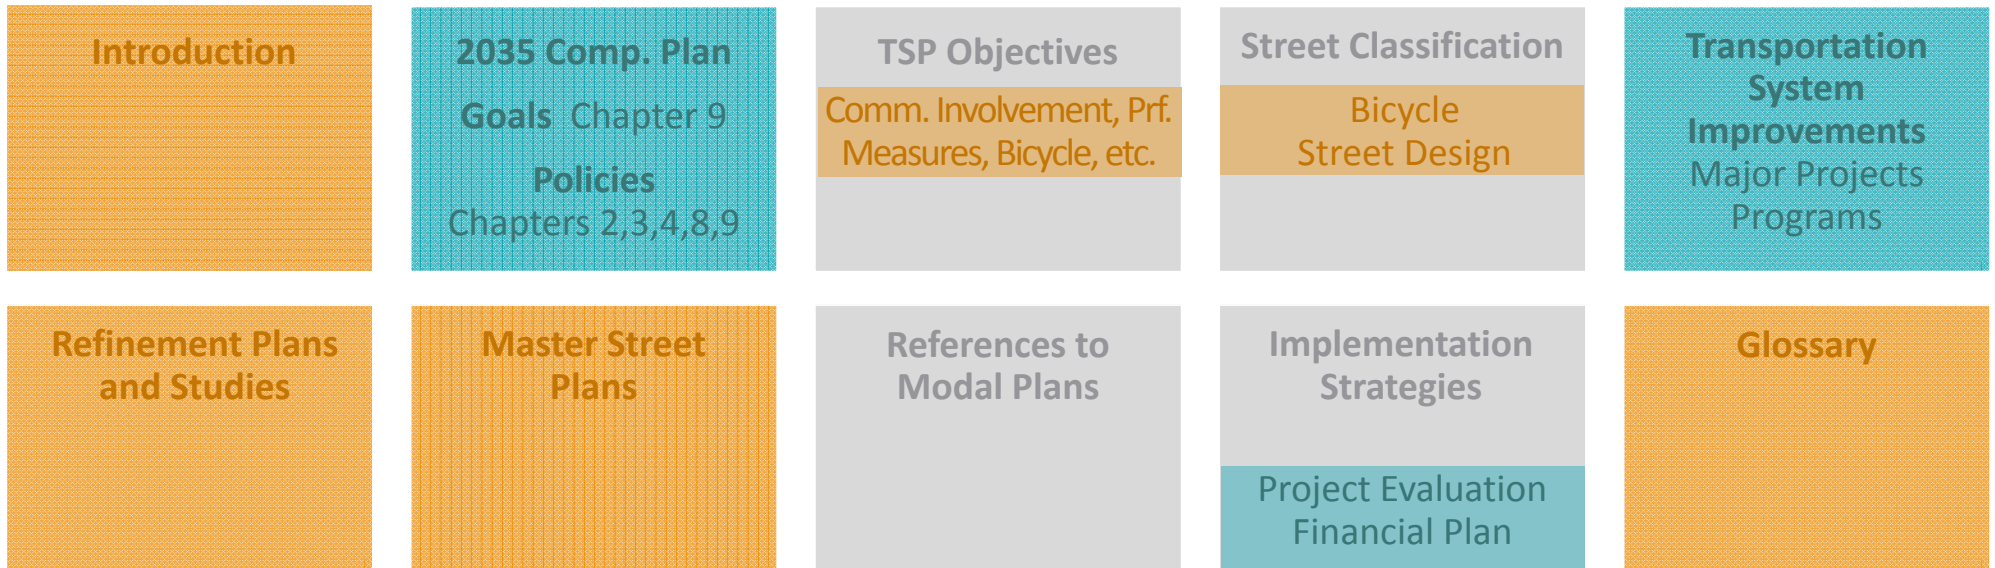 Introduction
2035 Comp. Plan
Goals Chapter 9
Policies
Chapters 2,3,4,8,9
TSP Objectives
Comm. Involvement, Prf.
Measures, Bicycle, etc.
Street Classification
Bicycle
Street Design
Transportation
System
Improvements
Major Projects
Programs
Refinement Plans
and Studies
Master Street
Plans
References to
Modal Plans
Implementation
Strategies
Project Evaluation
Financial Plan
Glossary